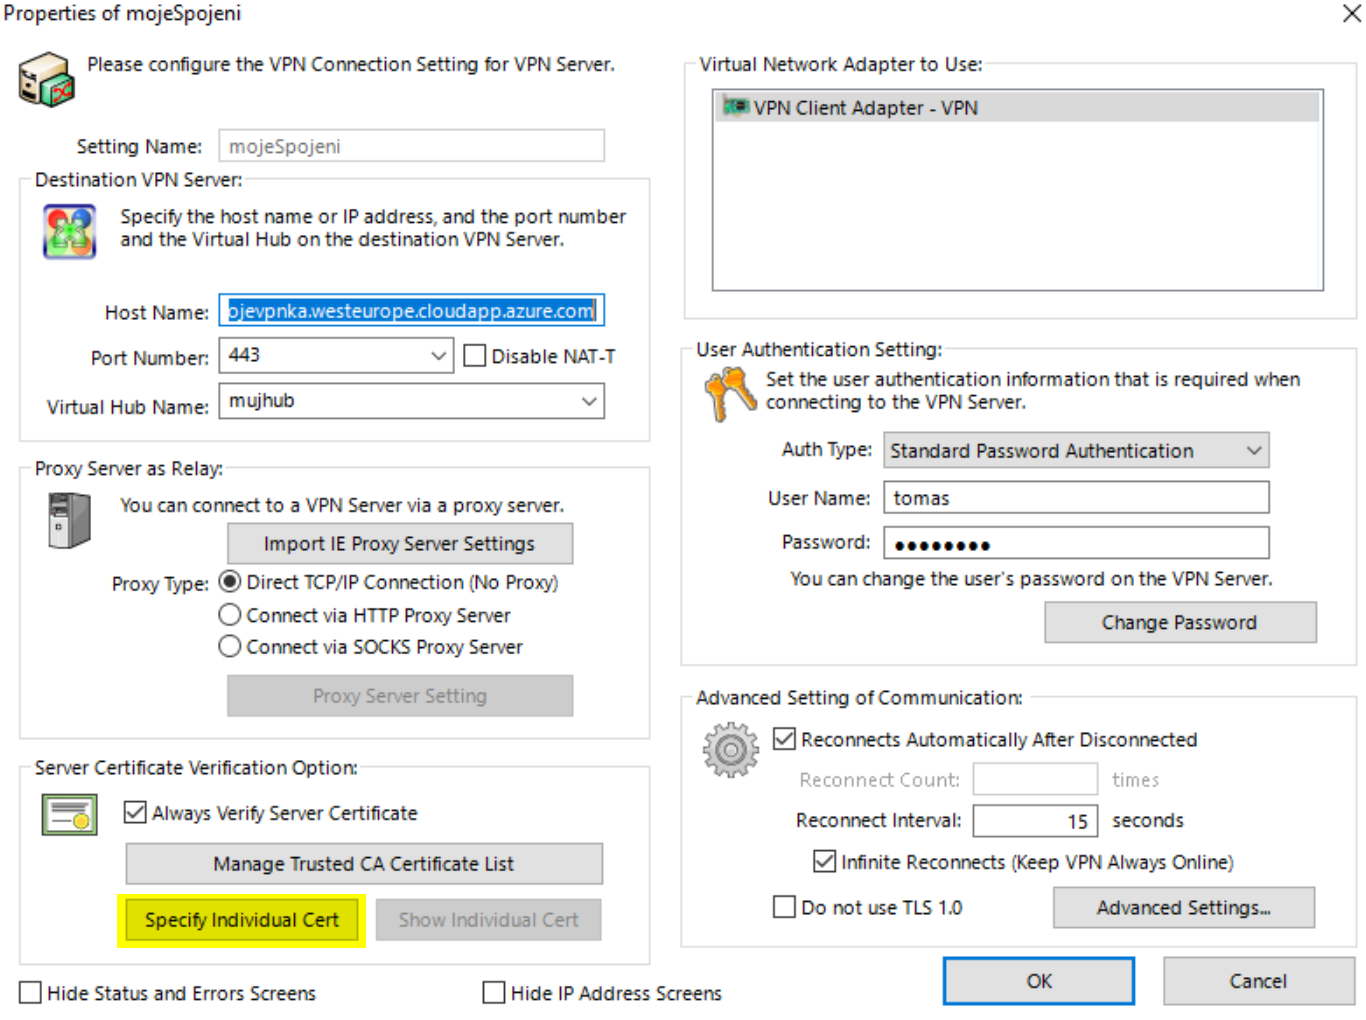 Properties of mojeSpojeni
Please configure the VPN Connection Setting for VPN Server.
Setting Name: mojeSpojeni
Destination VPN Server:
Specify the host name or IP address, and the port number
and the Virtual Hub on the destination VPN Server.
Host Name: ojevpnka.westeurope.cloudapp.azure.com
Port Number: 443 Disable NAT-T
Virtual Hub Name: mujhub
Proxy Server as Relay:
You can connect to a VPN Server via a proxy server.
Import IE Proxy Server Settings
Proxy Type: Direct TCP/IP Connection (No Proxy)
Connect via HTTP Proxy Server
Connect via SOCKS Proxy Server
Proxy Server Setting
Server Certificate Verification Option:
Always Verify Server Certificate
Manage Trusted CA Certificate List
Specify Individual Cert Show Individual Cert
Hide Status and Errors Screens Hide IP Address Screens
Virtual Network Adapter to Use:
VPN Client Adapter - VPN
User Authentication Setting:
Set the user authentication information that is required when
connecting to the VPN Server.
Auth Type: Standard Password Authentication
User Name: tomas
Password: ●●●●●●●●
You can change the user's password on the VPN Server.
Change Password
Advanced Setting of Communication:
Reconnects Automatically After Disconnected
Reconnect Count: times
Reconnect Interval: 15 seconds
Infinite Reconnects (Keep VPN Always Online)
Do not use TLS 1.0 Advanced Settings...
OK Cancel